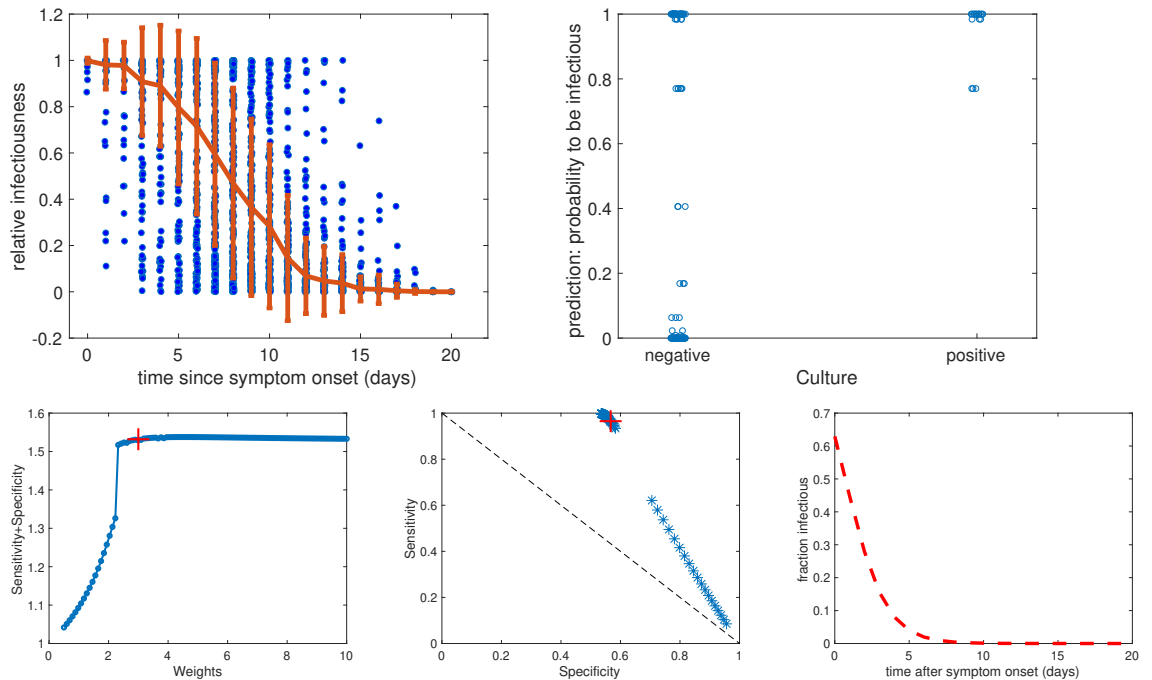 1.2
1
0.8
0.6
0.4
0.2
0
-0.2
relative infectiousness
0 5 10 15 20
time since symptom onset (days)
1
0.8
0.6
0.4
0.2
0
prediction: probability to be infectious
negative positive
Culture
1.6
1.5
1.4
1.3
1.2
1.1
1
Sensitivity+Specificity
0 2 4 6 8 10
Weights
1
0.8
0.6
0.4
0.2
0
Sensitivity
0 0.2 0.4 0.6 0.8 1
Specificity
0.7
0.6
0.5
0.4
0.3
0.2
0.1
0
fraction infectious
0 5 10 15 20
time after symptom onset (days)